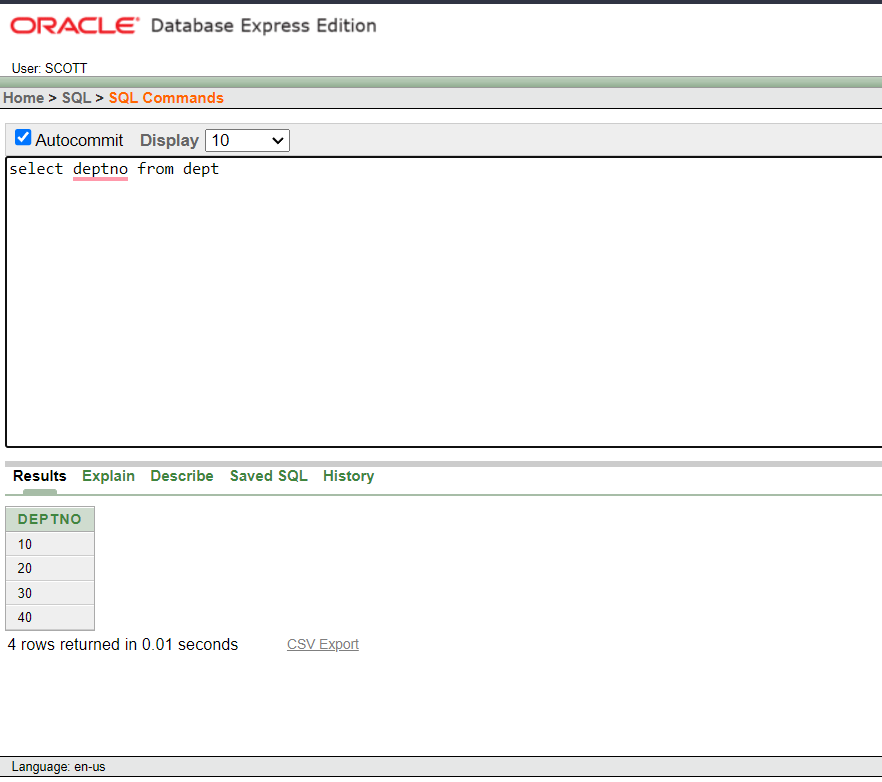 ORACLE Database Express Edition
User: SCOTT
Home > SQL > SQL Commands
Autocommit Display 10
select deptno from dept
Results Explain Describe Saved SQL History
DEPTNO
10
20
30
40
4 rows returned in 0.01 seconds CSV Export
Language: en-us